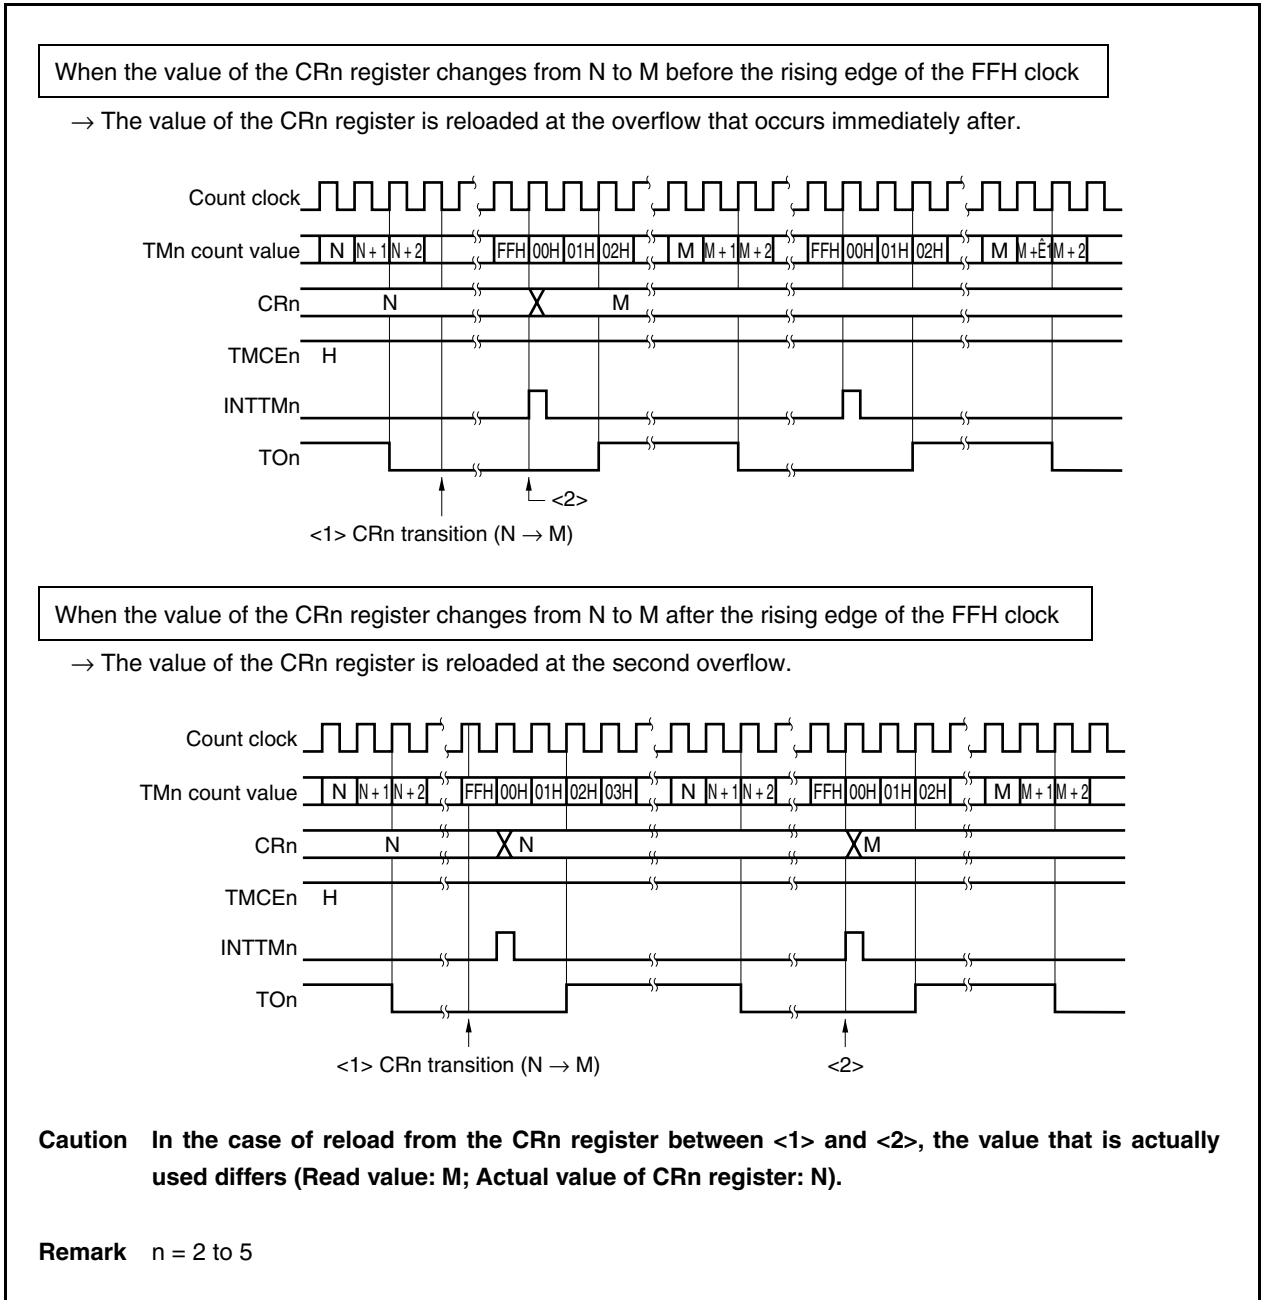 When the value of the CRn register changes from N to M before the rising edge of the FFH clock
→ The value of the CRn register is reloaded at the overflow that occurs immediately after.
Count clock
TMn count value N N + 1 N + 2 FFH 00H 01H 02H M M + 1 M + 2 FFH 00H 01H 02H M M +Ê1 M + 2
CRn N M
TMCEn H
INTTMn
TOn
<2>
<1> CRn transition (N → M)
When the value of the CRn register changes from N to M after the rising edge of the FFH clock
→ The value of the CRn register is reloaded at the second overflow.
Count clock
TMn count value N N + 1 N + 2 FFH 00H 01H 02H 03H N N + 1 N + 2 FFH 00H 01H 02H M M + 1 M + 2
CRn N N M
TMCEn H
INTTMn
TOn
<1> CRn transition (N → M) <2>
Caution In the case of reload from the CRn register between <1> and <2>, the value that is actually
used differs (Read value: M; Actual value of CRn register: N).
Remark n = 2 to 5